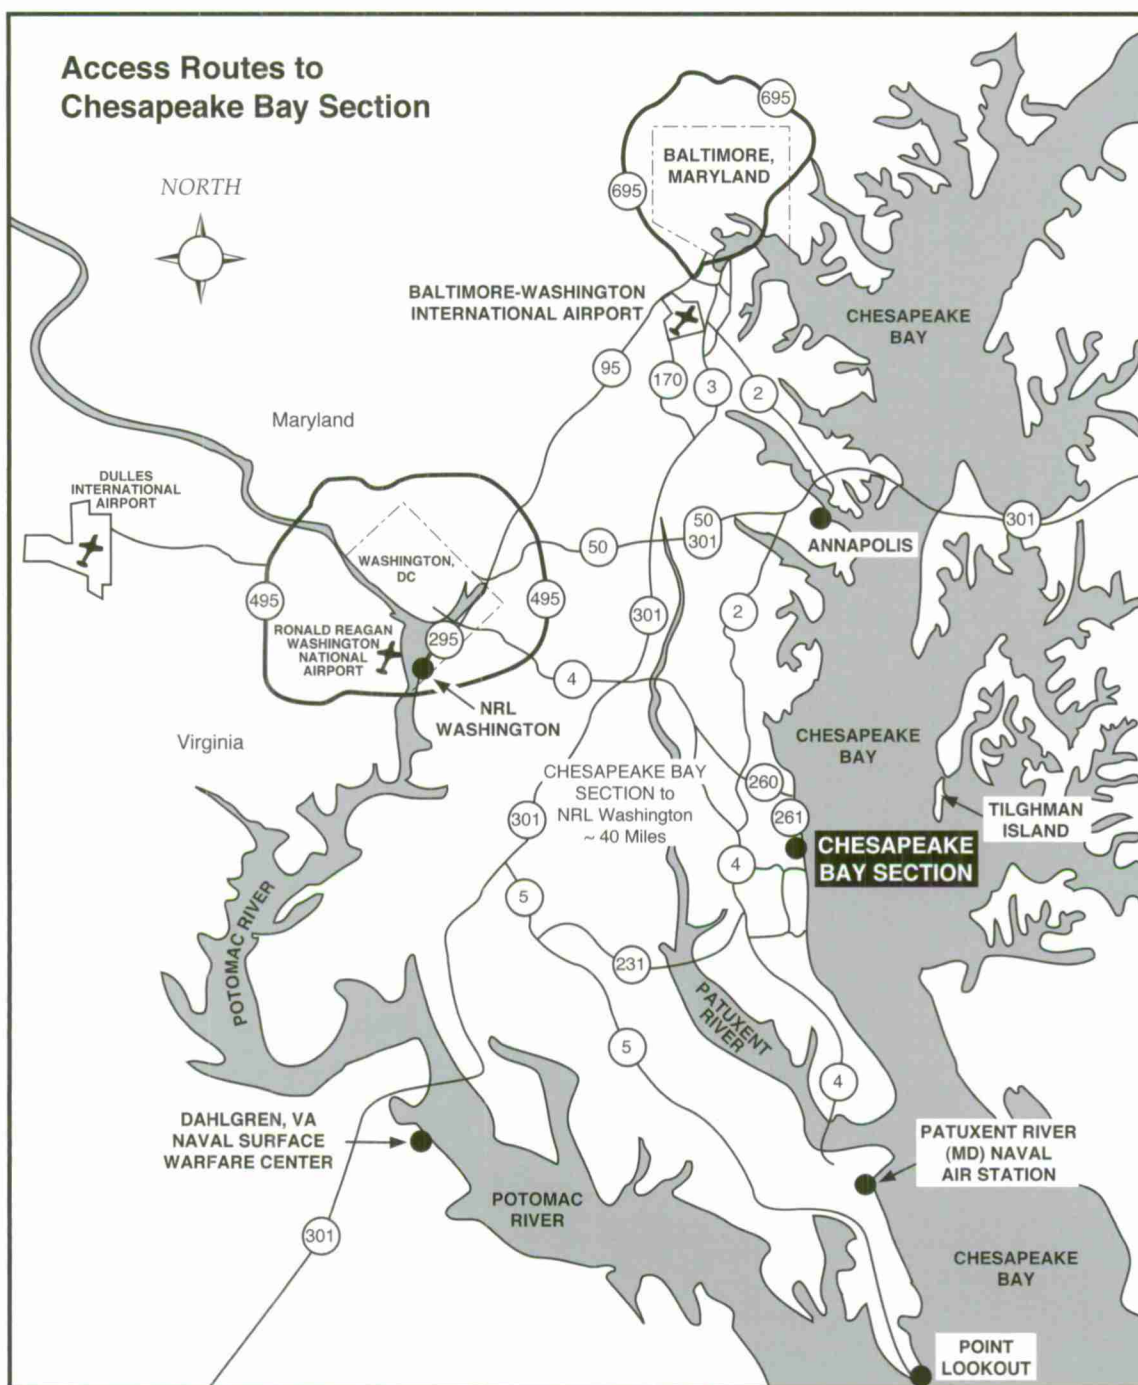 Access Routes to
Chesapeake Bay Section
NORTH
695
BALTIMORE,
MARYLAND
695
BALTIMORE-WASHINGTON
INTERNATIONAL AIRPORT
CHESAPEAKE
BAY
95
170
3
2
Maryland
DULLES
INTERNATIONAL
AIRPORT
50
301
301
ANNAPOLIS
50
WASHINGTON,
DC
495
495
301
2
RONALD REAGAN
WASHINGTON
NATIONAL
AIRPORT
295
4
NRL
WASHINGTON
Virginia
CHESAPEAKE
BAY
CHESAPEAKE BAY
SECTION to
NRL Washington
~ 40 Miles
260
261
TILGHMAN
ISLAND
301
CHESAPEAKE
BAY SECTION
4
5
POTOMAC RIVER
231
PATUXENT
RIVER
5
4
DAHLGREN, VA
NAVAL SURFACE
WARFARE CENTER
PATUXENT RIVER
(MD) NAVAL
AIR STATION
POTOMAC
RIVER
301
CHESAPEAKE
BAY
POINT
LOOKOUT